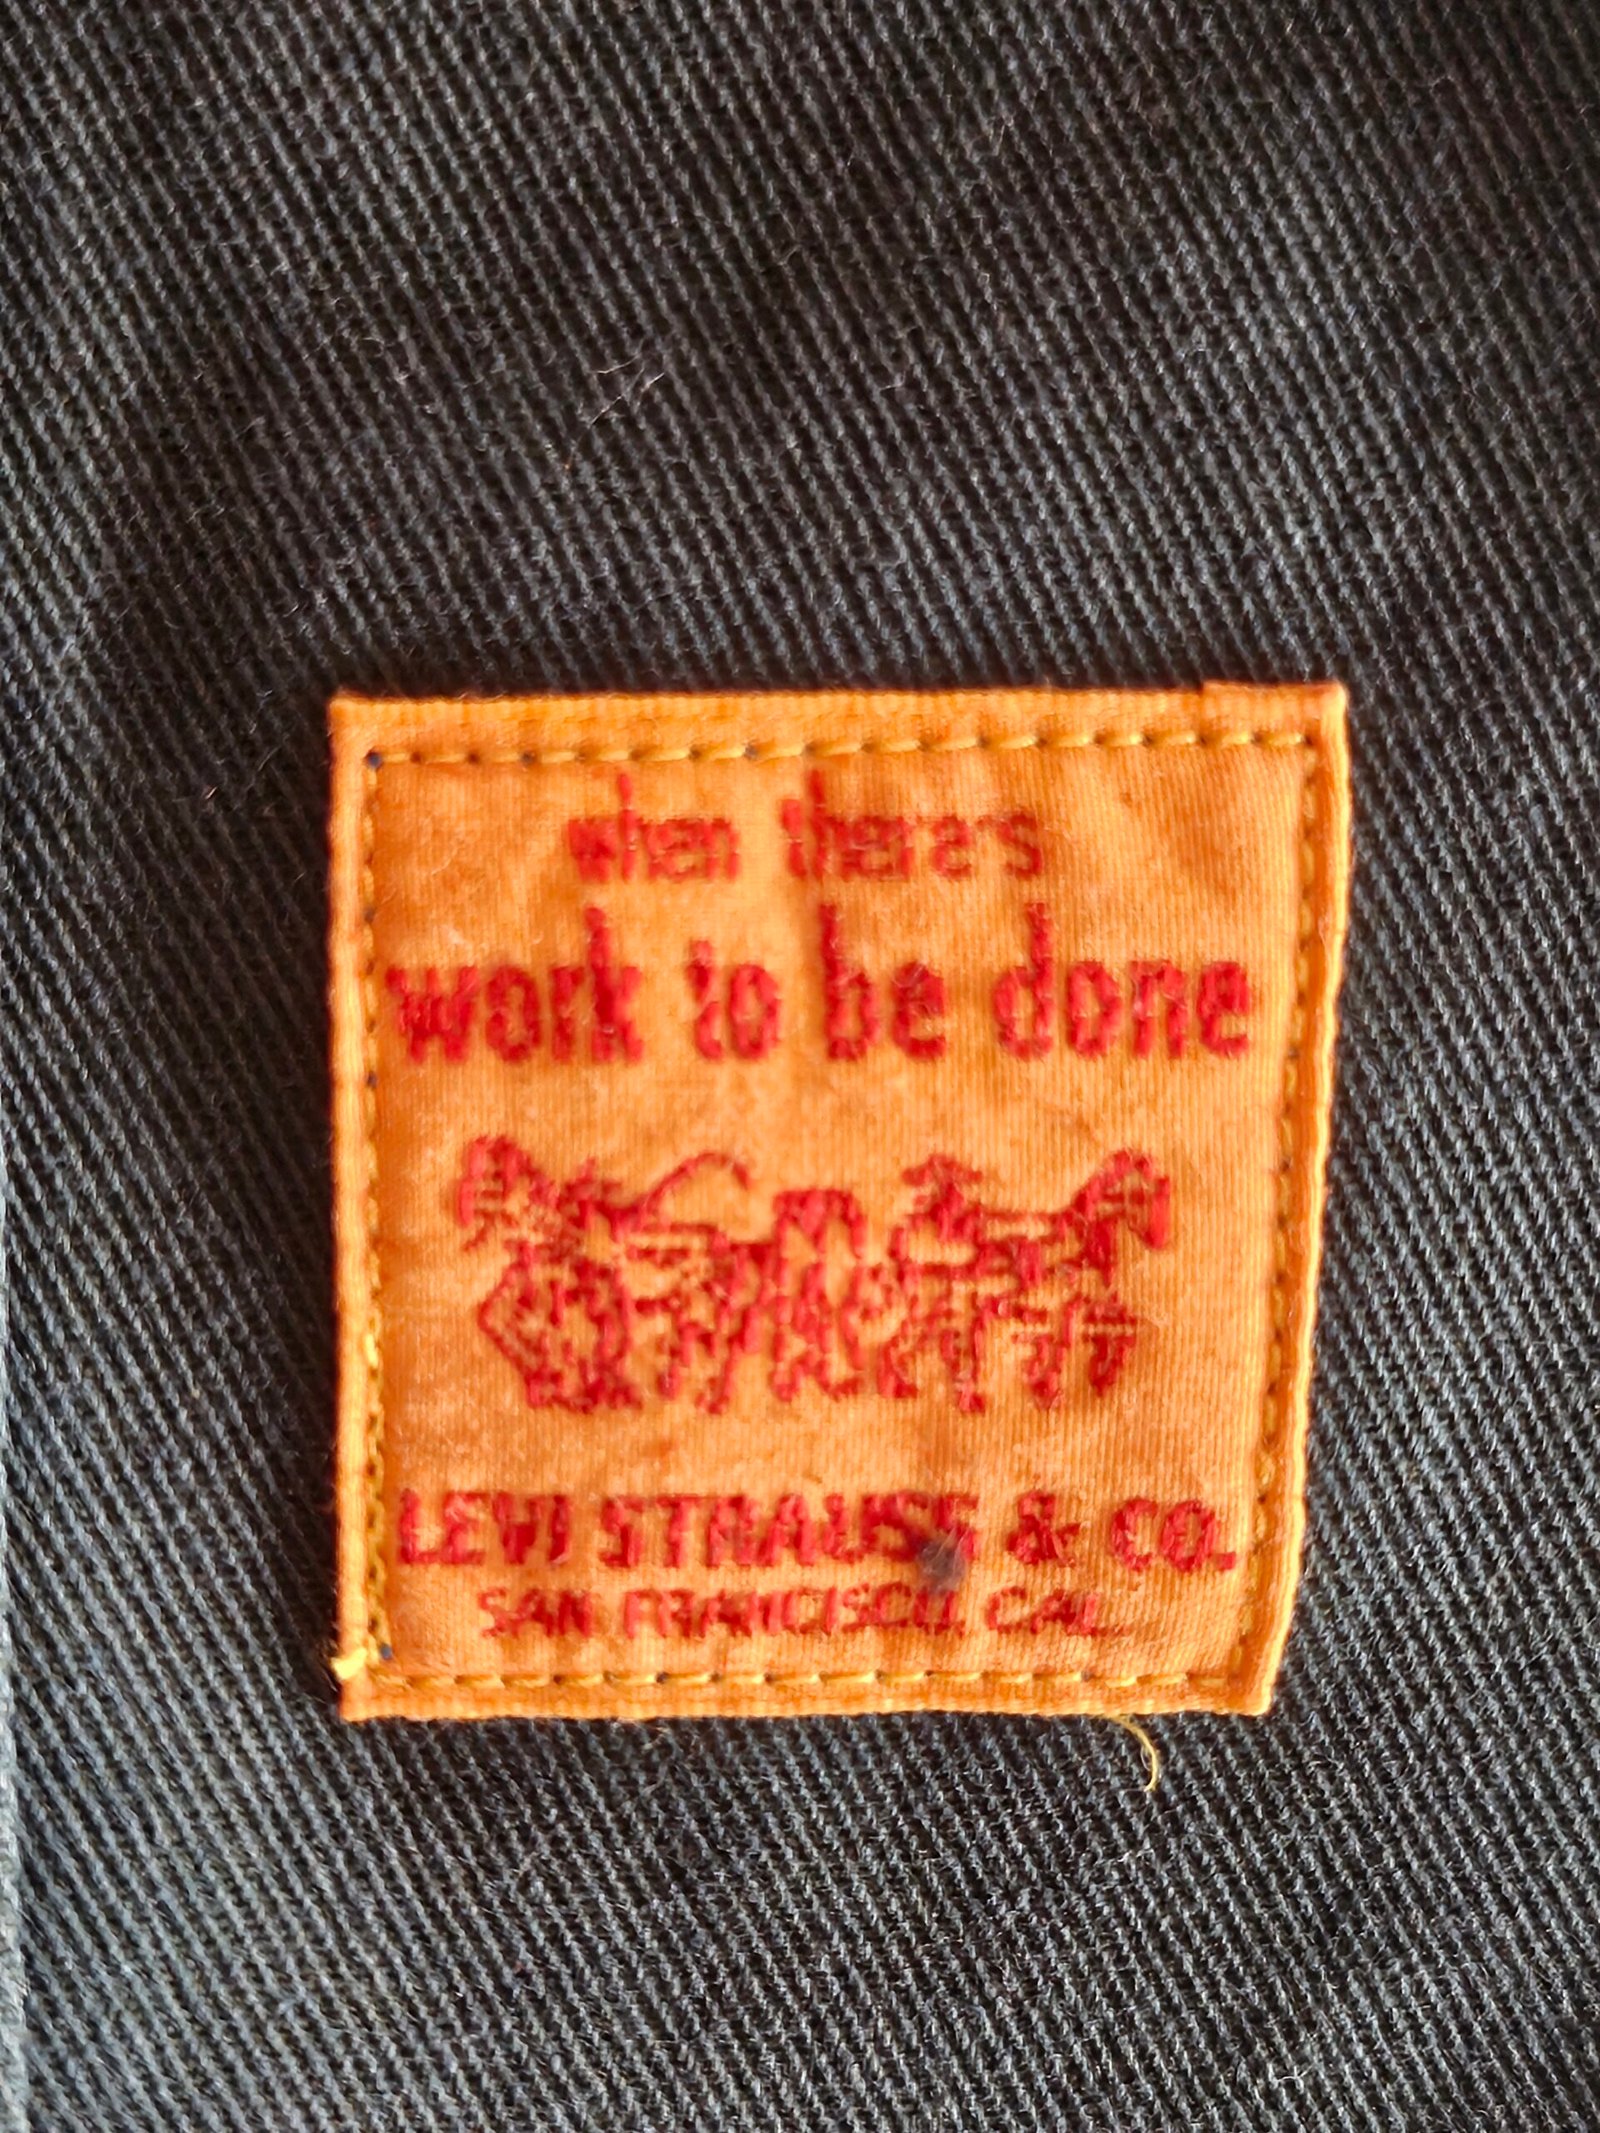 when there's
work to be done
LEVI STRAUSS & CO.
SAN FRANCISCO, CAL.